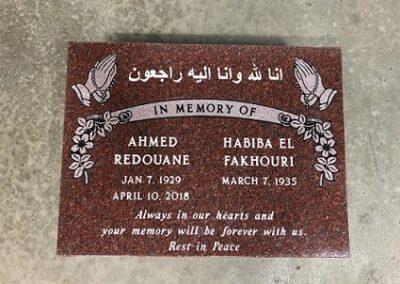 انا لله وانا اليه راجعون
IN MEMORY OF
AHMED
REDOUANE
JAN. 7, 1929
APRIL 10, 2018
HABIBA EL
FAKHOURI
MARCH 7, 1935
Always in our hearts and
your memory will be forever with us.
Rest in Peace